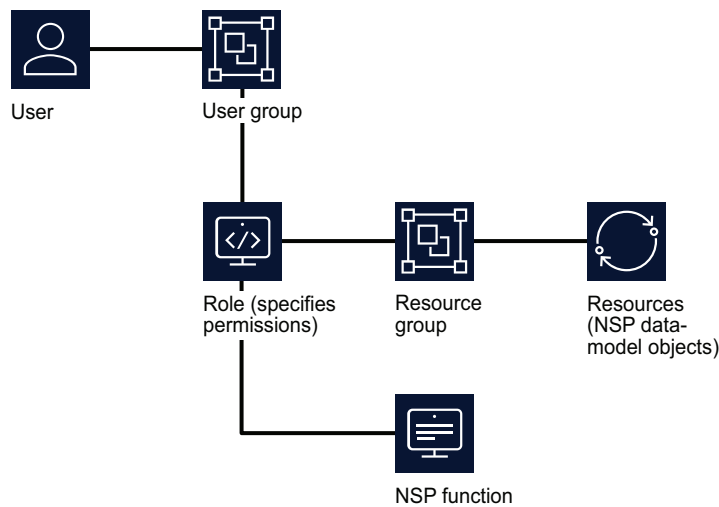 User
User group
Role (specifies
permissions)
Resource
group
Resources
(NSP data-
model objects)
NSP function